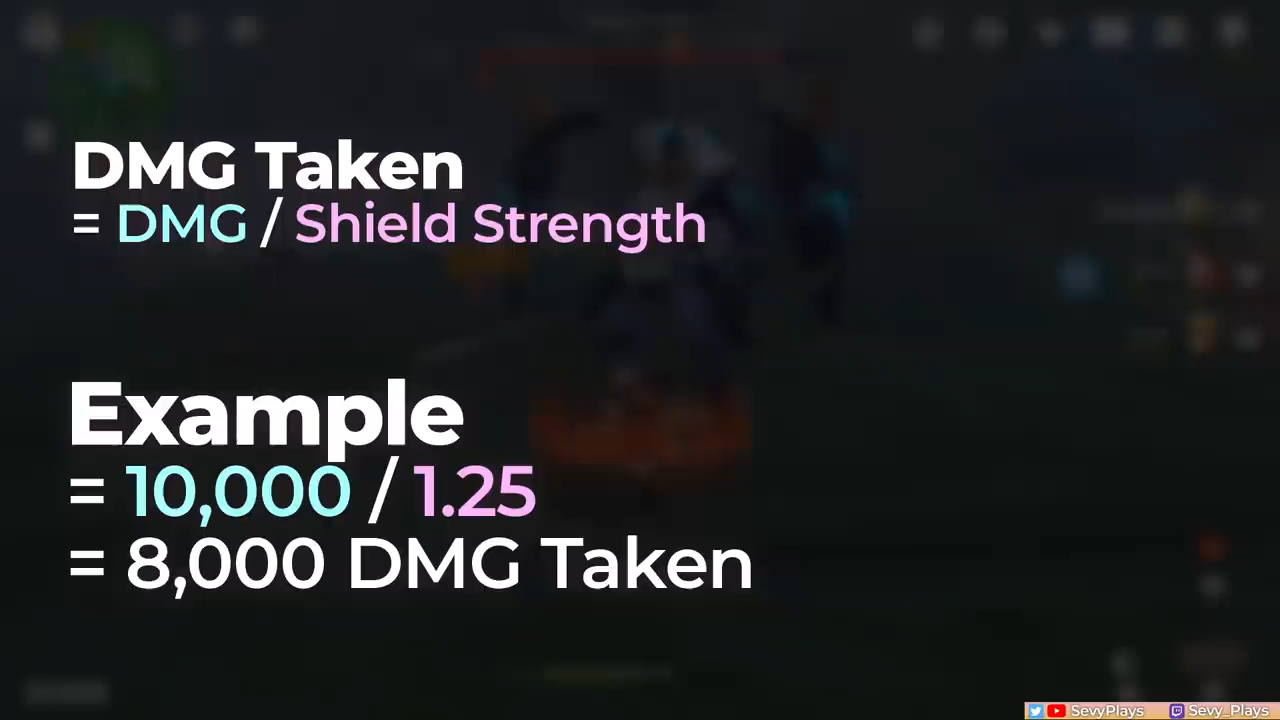 DMG Taken
= DMG / Shield Strength
Example
= 10,000 / 1.25
= 8,000 DMG Taken
SevyPlays Sevy_Plays